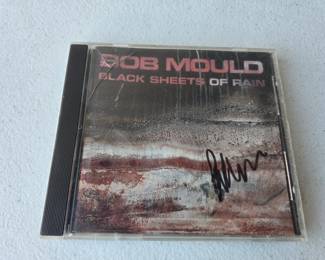 BOB MOULD
BLACK SHEETS OF RAIN